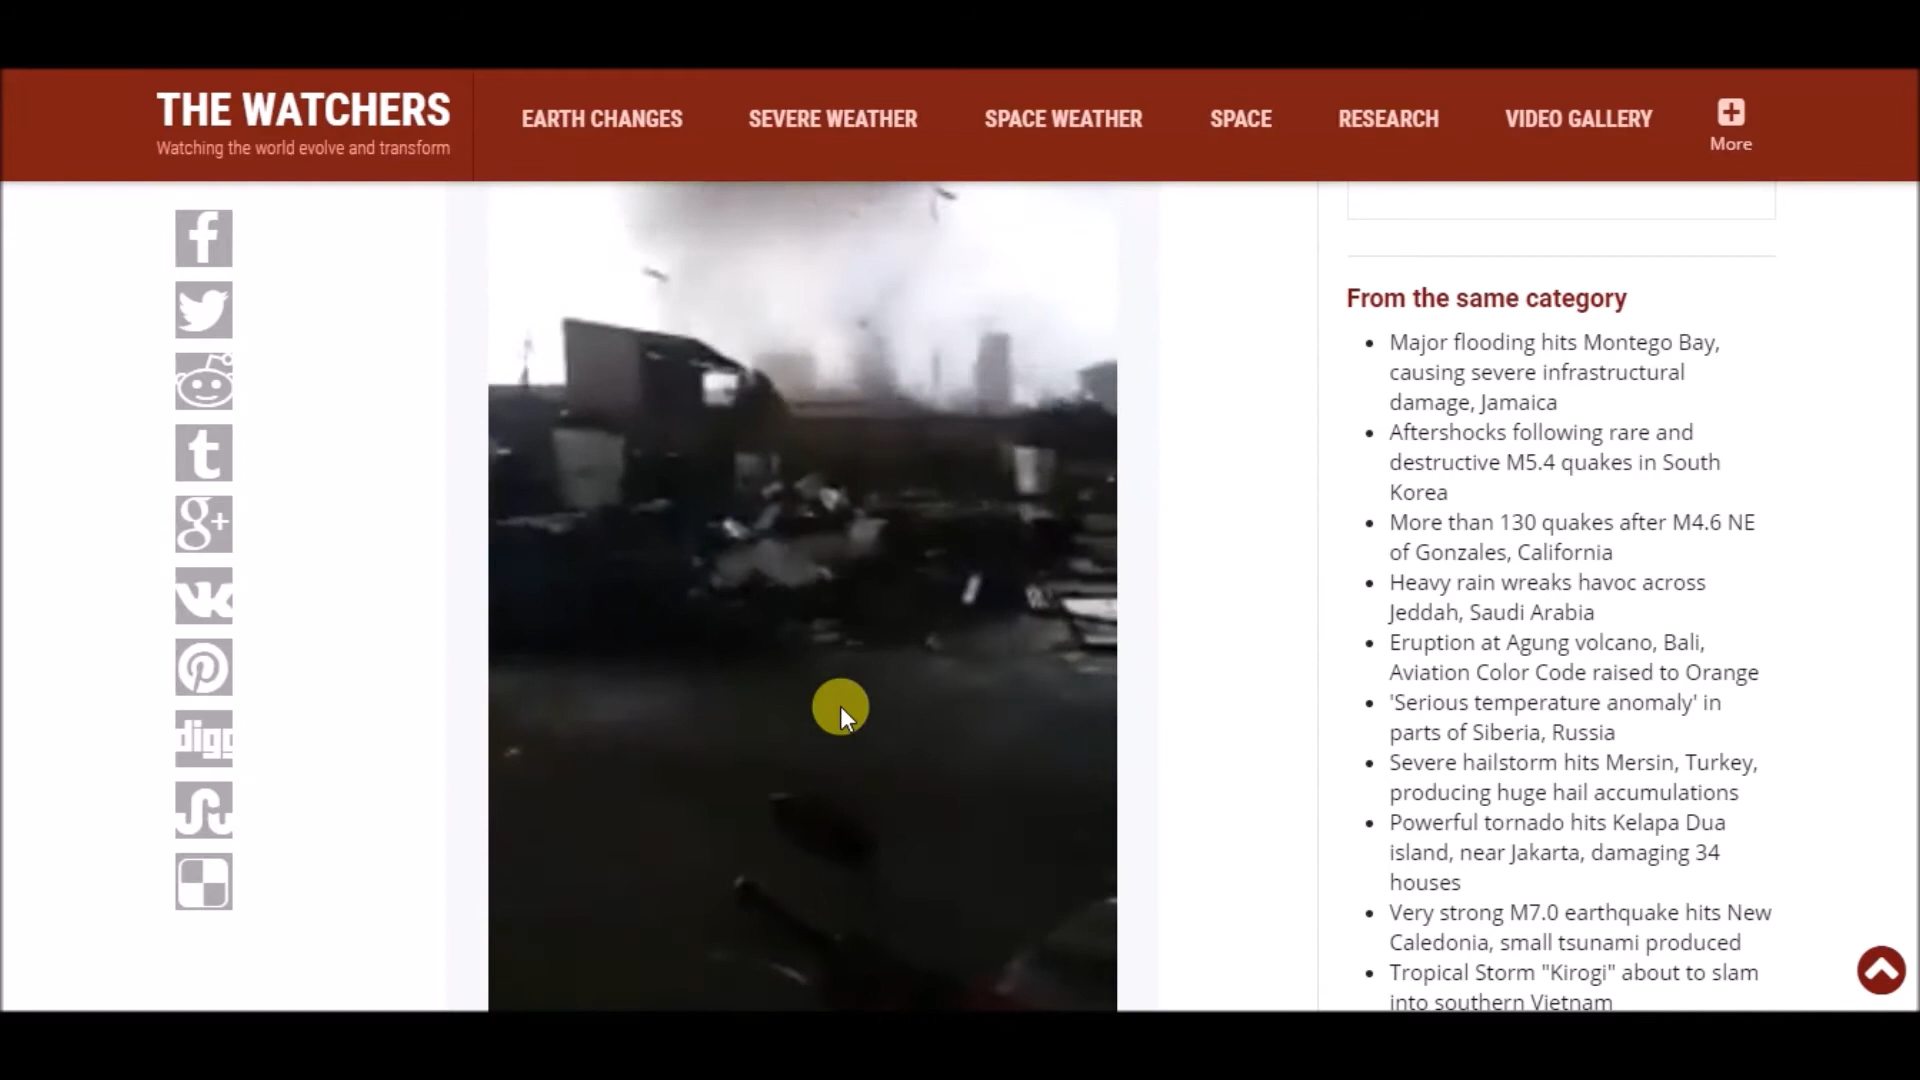 THE WATCHERS
Watching the world evolve and transform
EARTH CHANGES
SEVERE WEATHER
SPACE WEATHER
SPACE
RESEARCH
VIDEO GALLERY
More
digg
From the same category
Major flooding hits Montego Bay,
causing severe infrastructural
damage, Jamaica
Aftershocks following rare and
destructive M5.4 quakes in South
Korea
More than 130 quakes after M4.6 NE
of Gonzales, California
Heavy rain wreaks havoc across
Jeddah, Saudi Arabia
Eruption at Agung volcano, Bali,
Aviation Color Code raised to Orange
'Serious temperature anomaly' in
parts of Siberia, Russia
Severe hailstorm hits Mersin, Turkey,
producing huge hail accumulations
Powerful tornado hits Kelapa Dua
island, near Jakarta, damaging 34
houses
Very strong M7.0 earthquake hits New
Caledonia, small tsunami produced
Tropical Storm "Kirogi" about to slam
into southern Vietnam